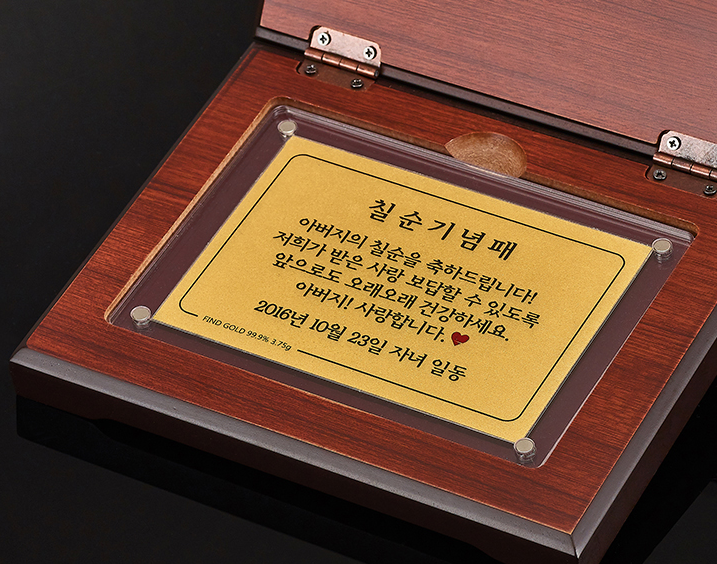 칠순기념패
아버지의 칠순을 축하드립니다!
저희가 받은 사랑 보답할 수 있도록
앞으로도 오래오래 건강하세요.
아버지! 사랑합니다.
2016년 10월 23일 자녀 일동
FIND GOLD 99.9% 3.75g